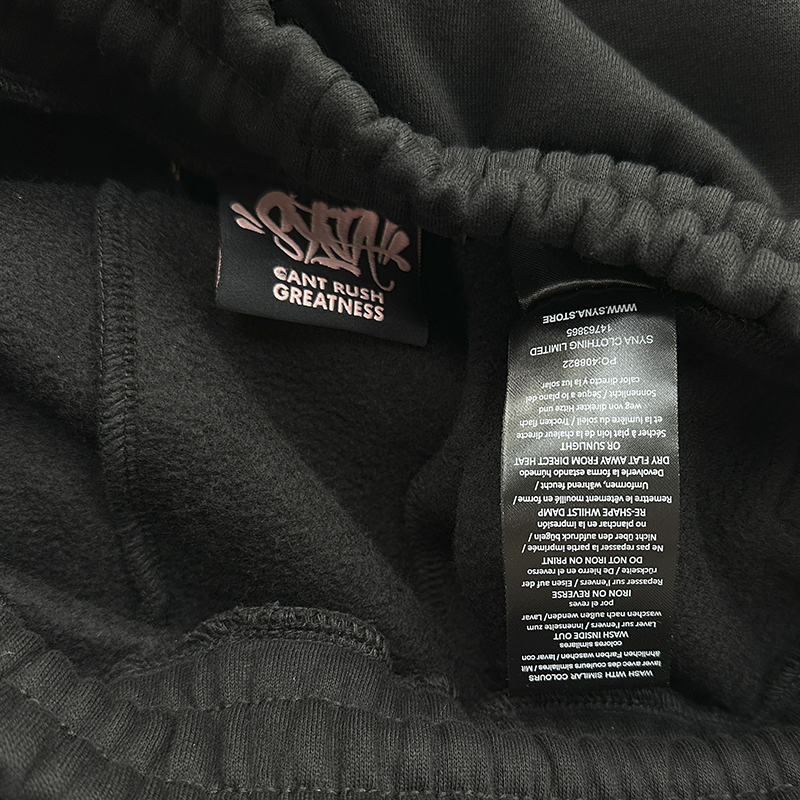 SYNA
CANT RUSH
GREATNESS
WASH WITH SIMILAR COLOURS
laver avec des couleurs similaires / Mit
ähnlichen Farben waschen / Lavar con
colores similares
WASH INSIDE OUT
Laver sur l'envers / Innenseite zum
waschen nach außen wenden/ Lavar
por el reves
IRON ON REVERSE
Repasser sur l'envers / Eisen auf der
rückseite / De hierro en el reverso
DO NOT IRON ON PRINT
Ne pas repasser la partie imprimée /
Nicht über den aufdruck bügeln /
no planchar en la impresión
RE-SHAPE WHILST DAMP
Remettre le vêtement mouillé en forme /
Umformen, während feucht /
Devolverle la forma estando húmedo
DRY FLAT AWAY FROM DIRECT HEAT
OR SUNLIGHT
Sécher à plat loin de la chaleur directe
et la lumière du soleil / Trocken flach
weg von direkter Hitze und
Sonnenlicht / Seque a lo plano del
calor directo y la luz solar
PO:408822
SYNA CLOTHING LIMITED
14763865
WWW.SYNA.STORE